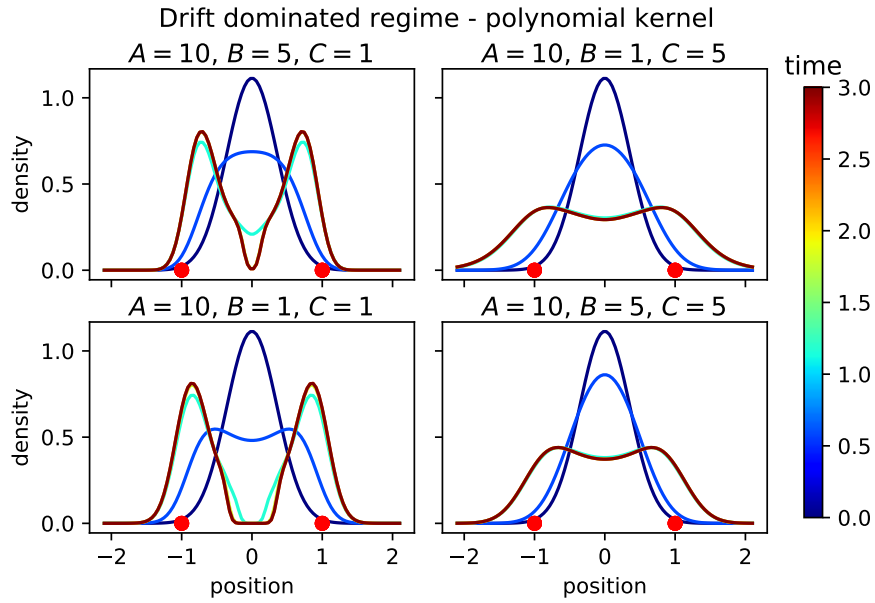 Drift dominated regime - polynomial kernel
A = 10, B = 5, C = 1
A = 10, B = 1, C = 5
time
density
1.0
0.5
0.0
A = 10, B = 1, C = 1
A = 10, B = 5, C = 5
density
1.0
0.5
0.0
−2 −1 0 1 2
−2 −1 0 1 2
position
position
3.0
2.5
2.0
1.5
1.0
0.5
0.0